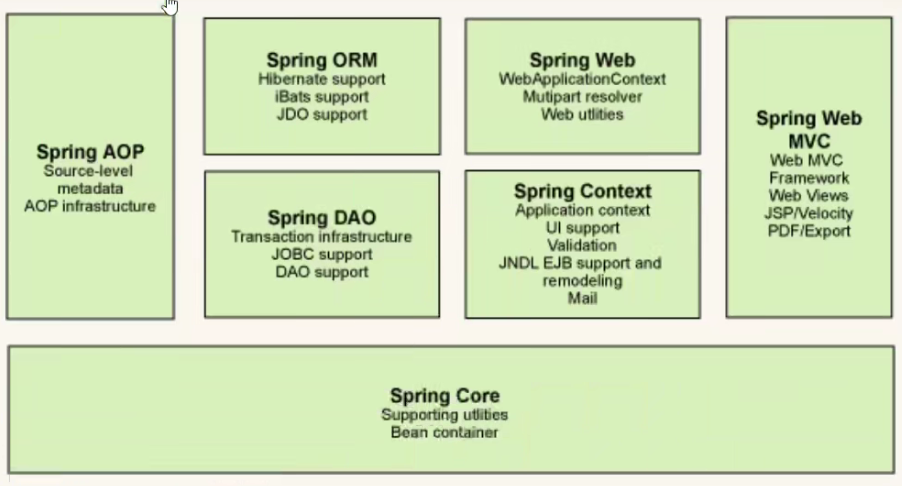 Spring AOP
Source-level
metadata
AOP infrastructure
Spring ORM
Hibernate support
iBats support
JDO support
Spring DAO
Transaction infrastructure
JOBC support
DAO support
Spring Web
WebApplicationContext
Mutipart resolver
Web utlities
Spring Context
Application context
UI support
Validation
JNDL EJB support and
remodeling
Mail
Spring Web
MVC
Web MVC
Framework
Web Views
JSP/Velocity
PDF/Export
Spring Core
Supporting utlities
Bean container